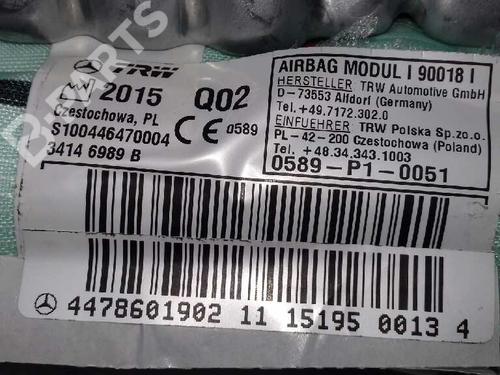 B-PARTS
TRW
2015 Q02
Czestochowa, PL
S100446470004
CE 0589
3414 6989 B
AIRBAG MODUL | 90018 |
HERSTELLER TRW Automotive GmbH
D-73553 Alfdorf (Germany)
Tel.+49.7172.302.0
EINFUEHRER TRW Polska Sp.zo.o.
PL-42-200 Czestochowa (Poland)
Tel. +48.34.343.1003
0589-P1-0051
4478601902 11 15195 0013 4